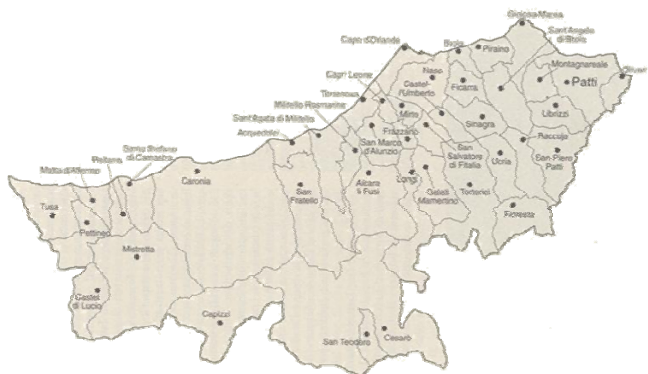 Gioiosa Marea
Capo d'Orlando
Brolo
Piraino
Sant'Angelo
di Brolo
Montagnareale
Patti
Oliveri
Capri Leone
Naso
Castel-
l'Umberto
Ficarra
Torrenova
Militello Rosmarino
Mirto
Librizzi
Sant'Agata di Militello
Frazzanò
Sinagra
Acquedolci
San
Marco
d'Alunzio
San
Salvatore
di Fitalia
Raccuja
Ucria
San Piero
Patti
Santo Stefano
di Camastra
Reitano
Motta d'Affermo
Caronia
San
Fratello
Alcara
li Fusi
Longi
Galati
Mamertino
Tortorici
Floresta
Tusa
Pettineo
Mistretta
Castel
di Lucio
Capizzi
San Teodoro
Cesarò